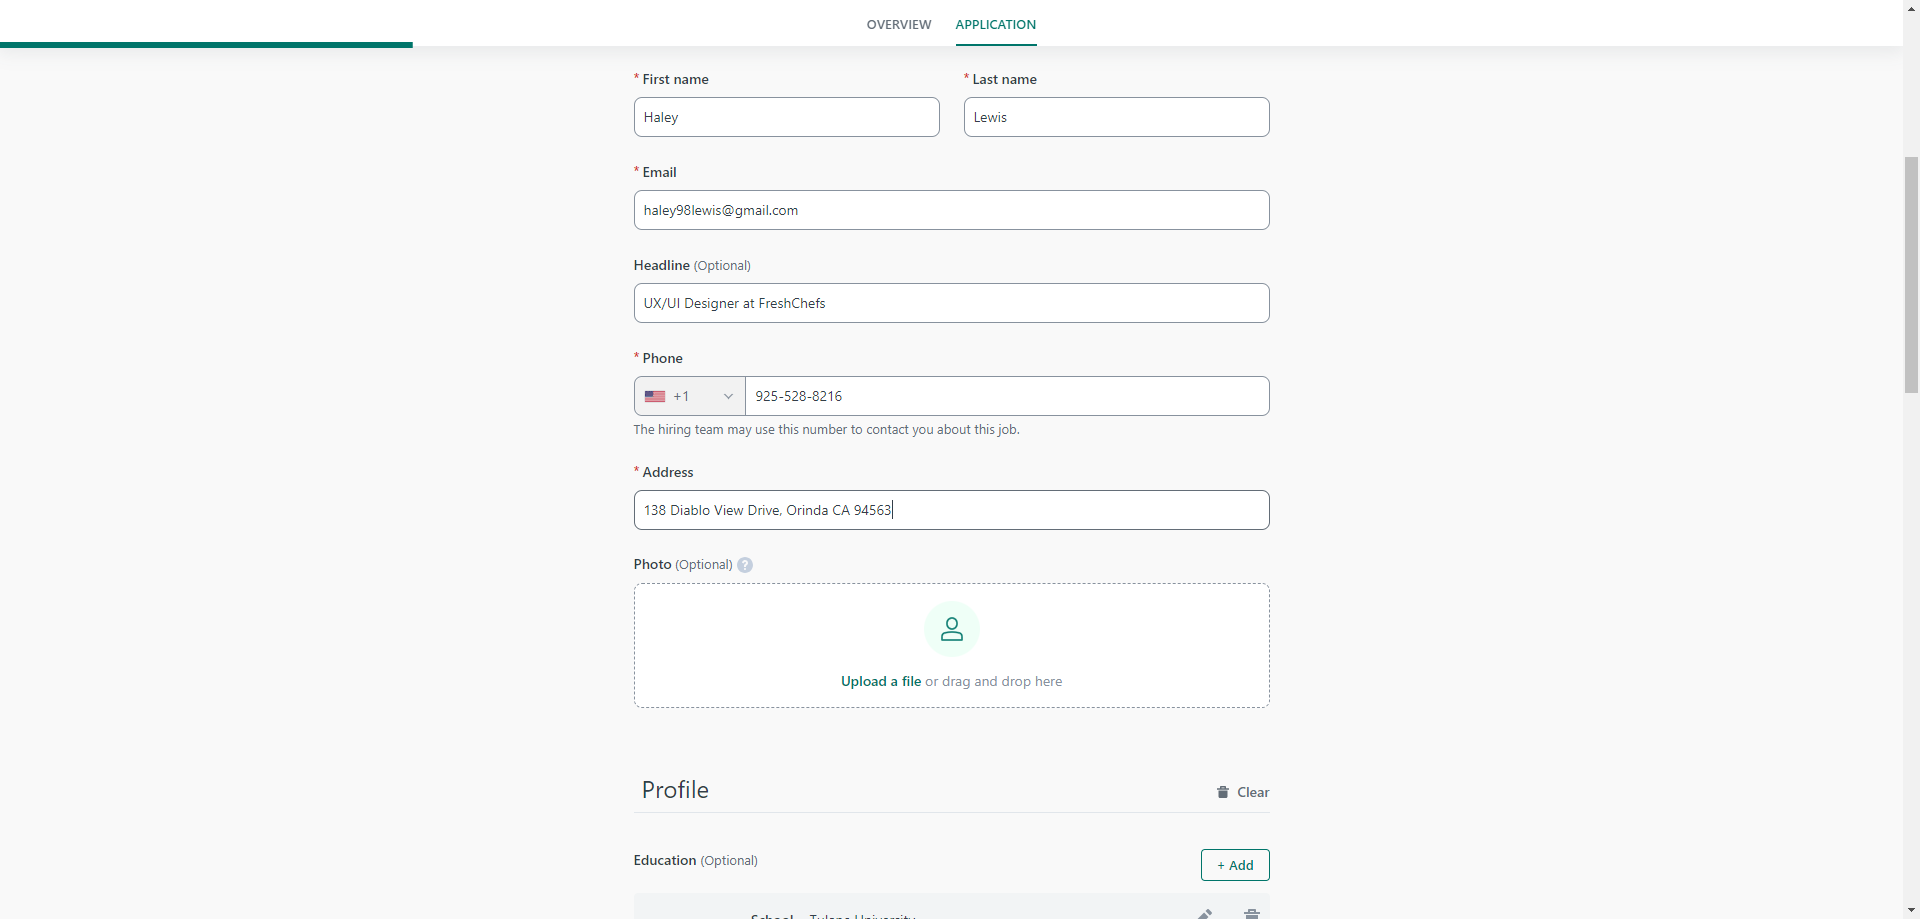 OVERVIEW APPLICATION
* First name * Last name
Haley Lewis
* Email
haley98lewis@gmail.com
Headline (Optional)
UX/UI Designer at FreshChefs
* Phone
+1 925-528-8216
The hiring team may use this number to contact you about this job.
* Address
138 Diablo View Drive, Orinda CA 94563
Photo (Optional) ?
Upload a file or drag and drop here
Profile Clear
Education (Optional) + Add
School Tulane University